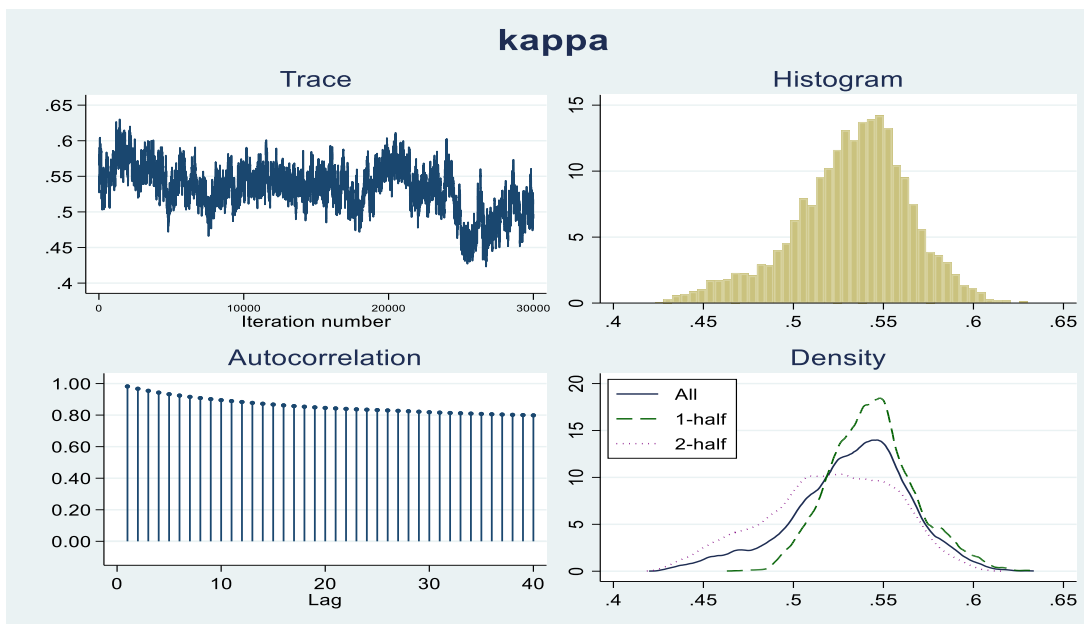 kappa
Trace
.65
.6
.55
.5
.45
.4
0 10000 20000 30000
Iteration number
Histogram
15
10
5
0
.4 .45 .5 .55 .6 .65
Autocorrelation
1.00
0.80
0.60
0.40
0.20
0.00
0 10 20 30 40
Lag
Density
20
15
10
5
0
All
1-half
2-half
.4 .45 .5 .55 .6 .65